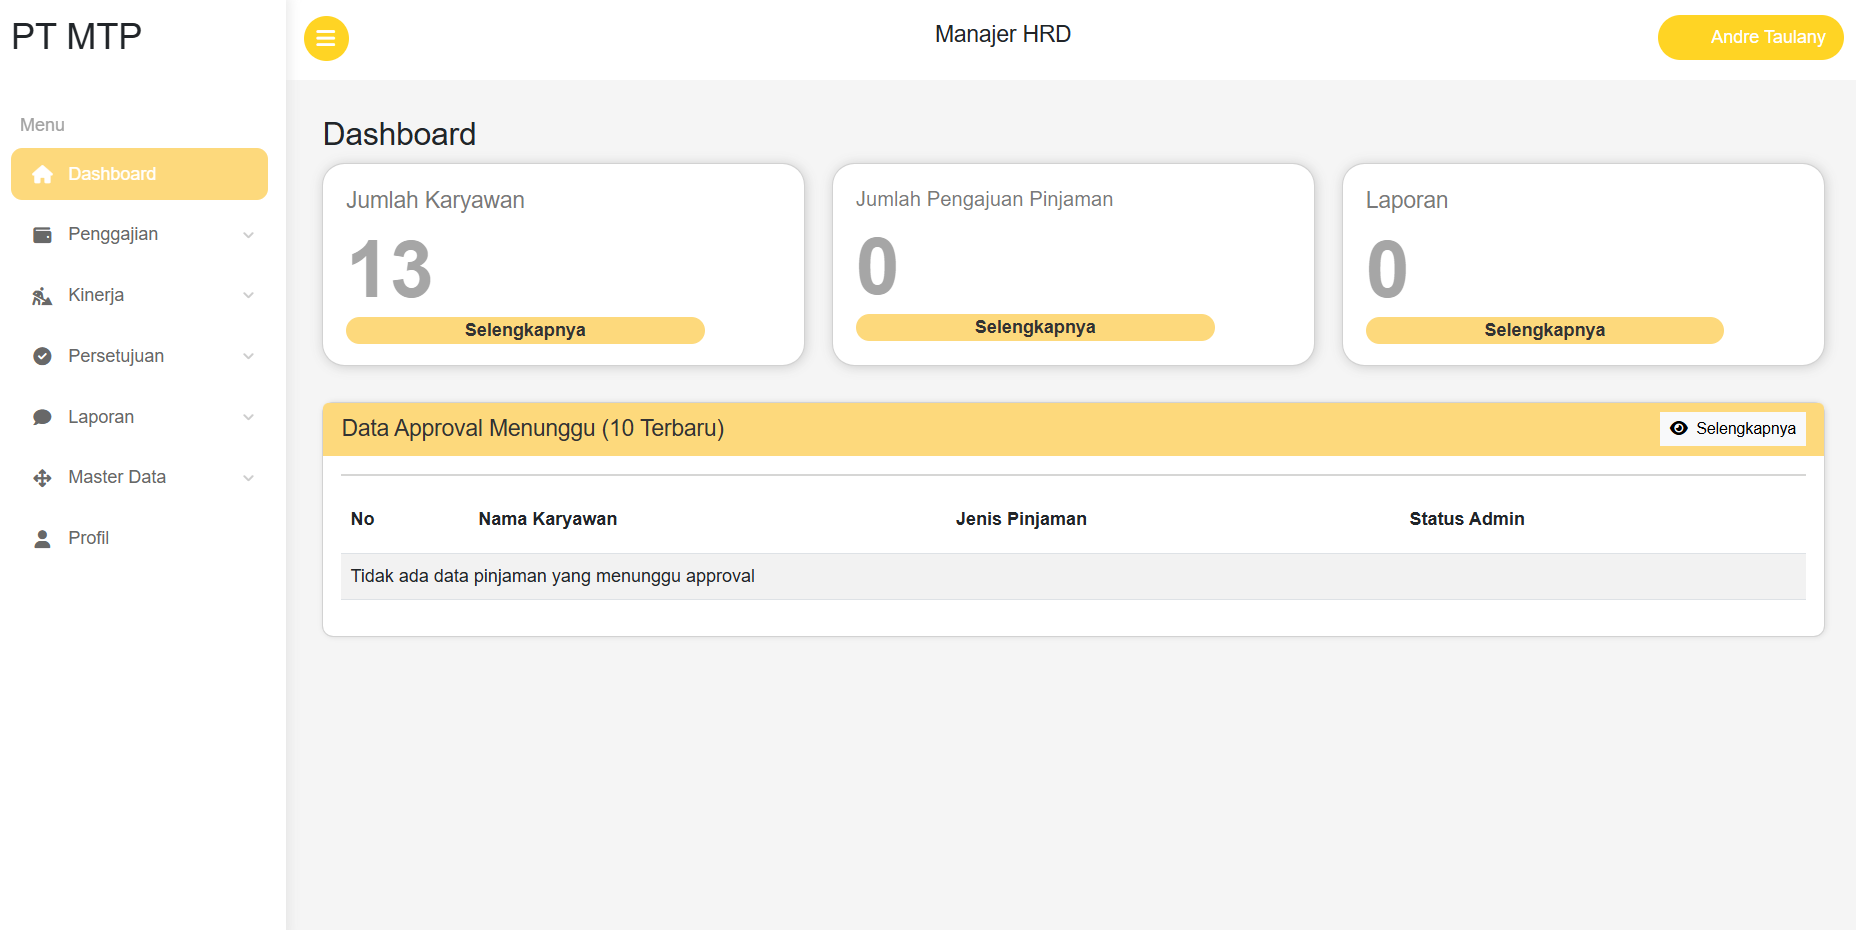 PT MTP
Manajer HRD
Andre Taulany
Menu
Dashboard
Penggajian
Kinerja
Persetujuan
Laporan
Master Data
Profil
Dashboard
Jumlah Karyawan
13
Selengkapnya
Jumlah Pengajuan Pinjaman
0
Selengkapnya
Laporan
0
Selengkapnya
Data Approval Menunggu (10 Terbaru)
Selengkapnya
No Nama Karyawan Jenis Pinjaman Status Admin
Tidak ada data pinjaman yang menunggu approval